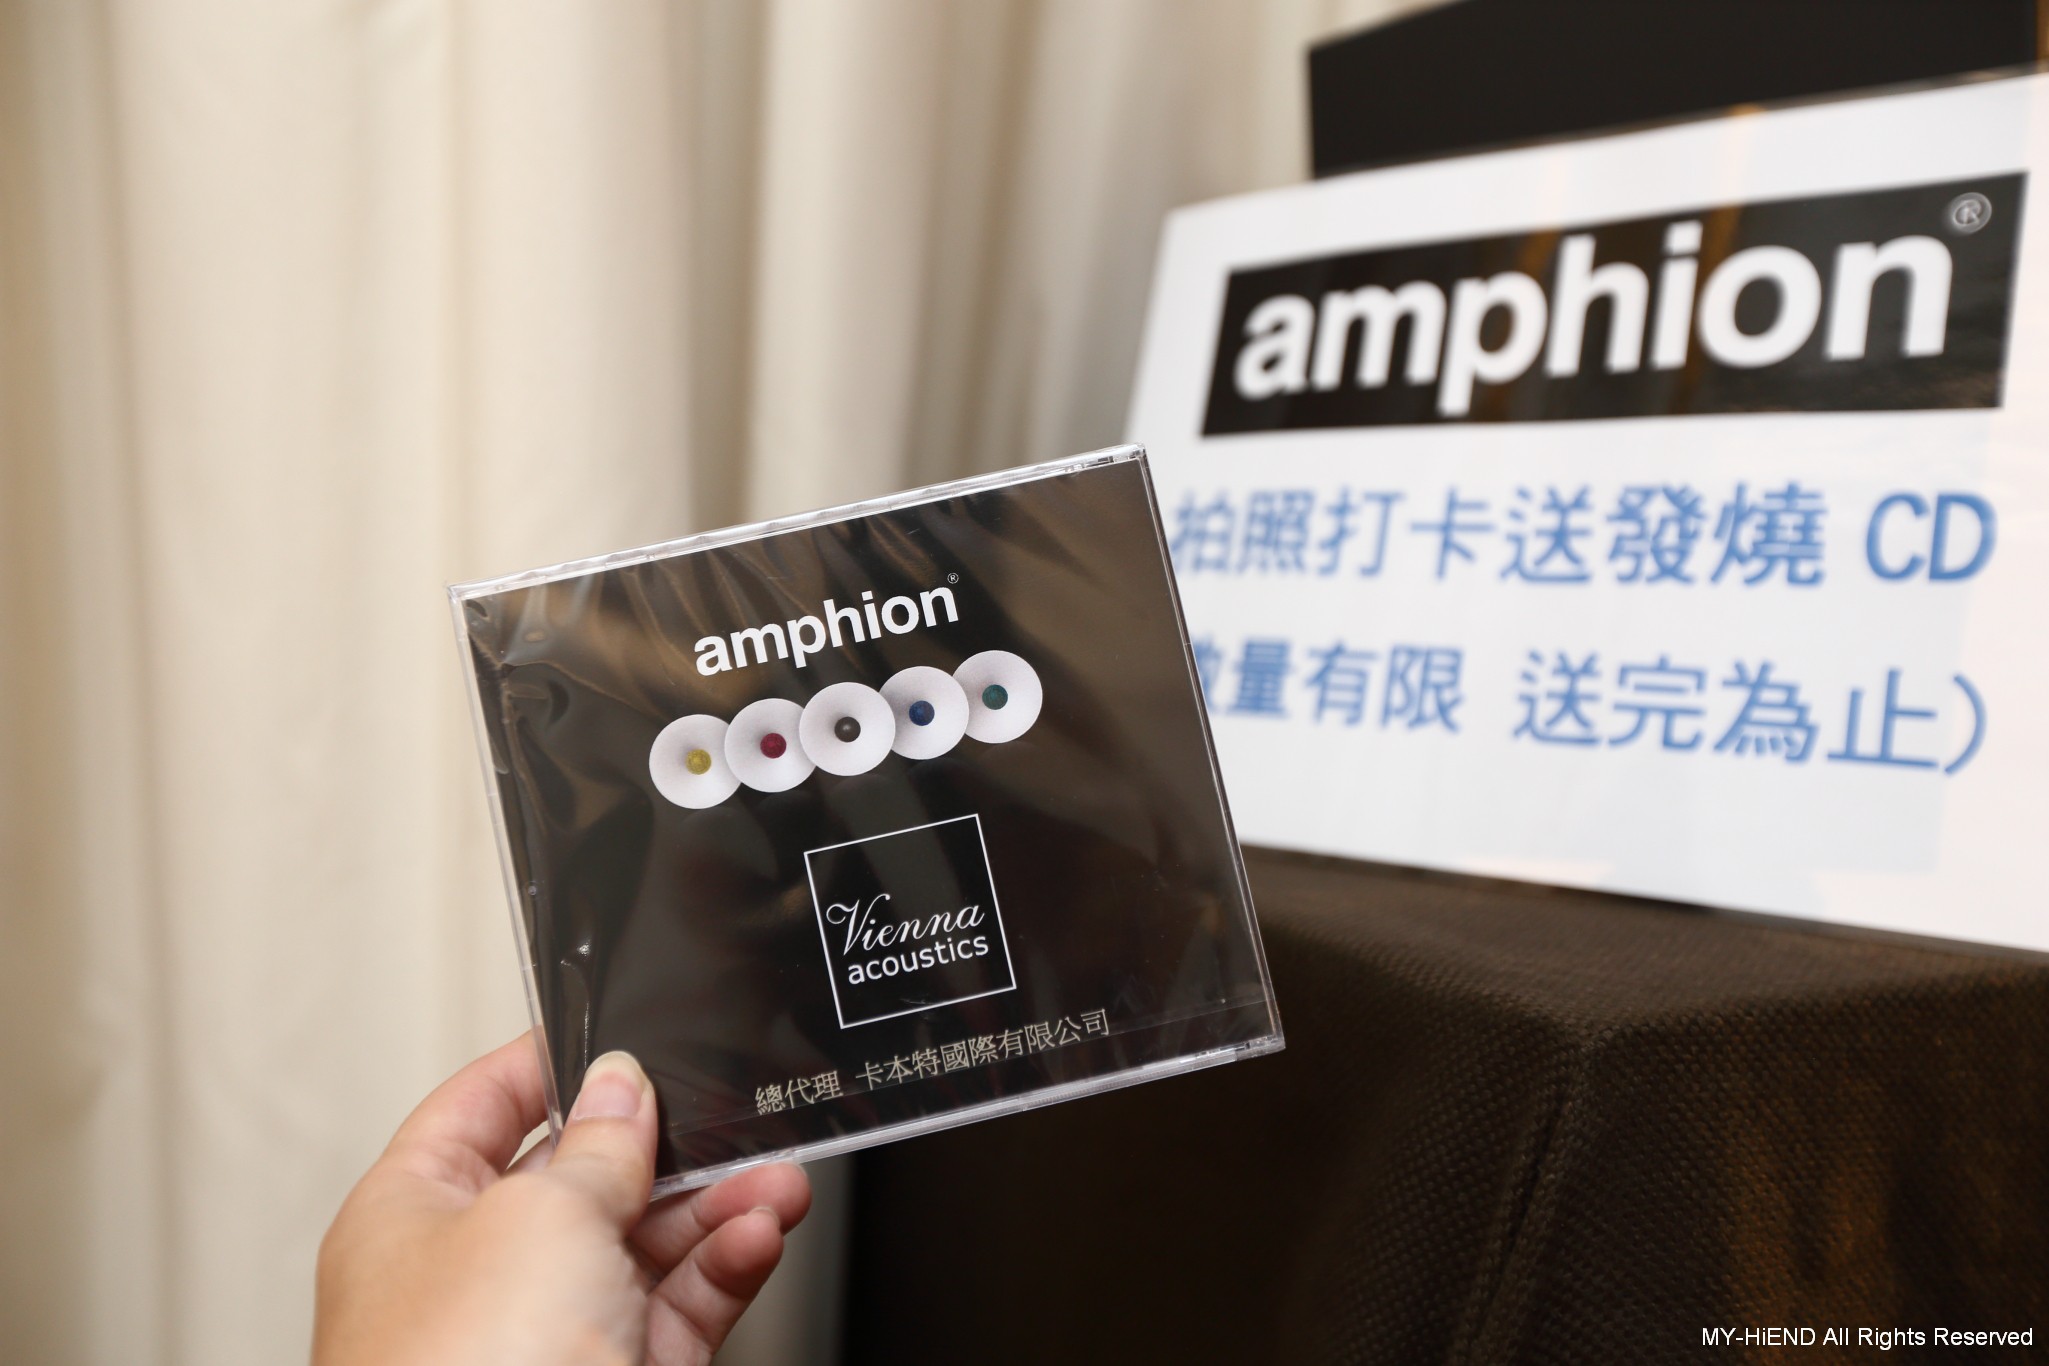 amphion®
拍照打卡送發燒 CD
數量有限 送完為止)
amphion®
Vienna
acoustics
總代理 卡本特國際有限公司
MY-HiEND All Rights Reserved